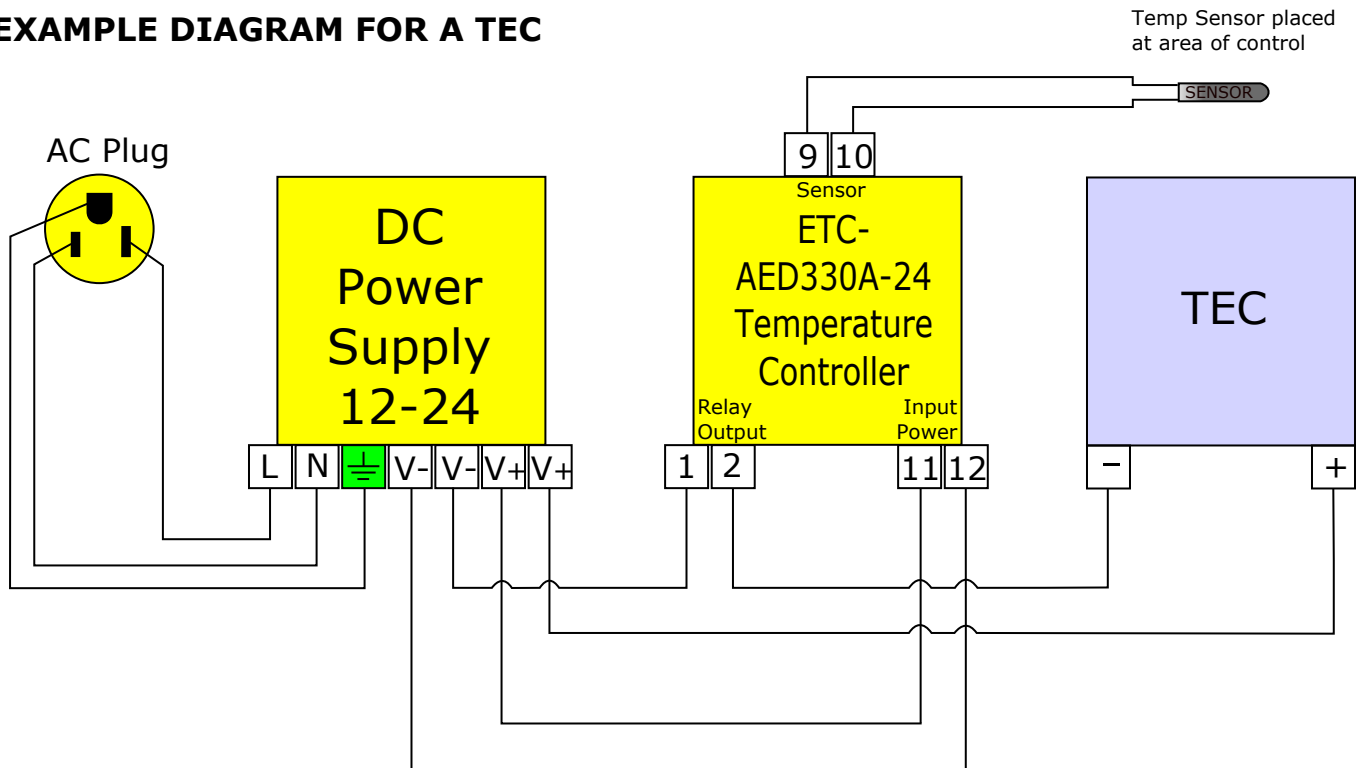 EXAMPLE DIAGRAM FOR A TEC
Temp Sensor placed
at area of control
SENSOR
AC Plug
9 10
Sensor
DC
Power
Supply
12-24
ETC-
AED330A-24
Temperature
Controller
Relay
Output
Input
Power
TEC
L N V- V- V+ V+
1 2
11 12
− +